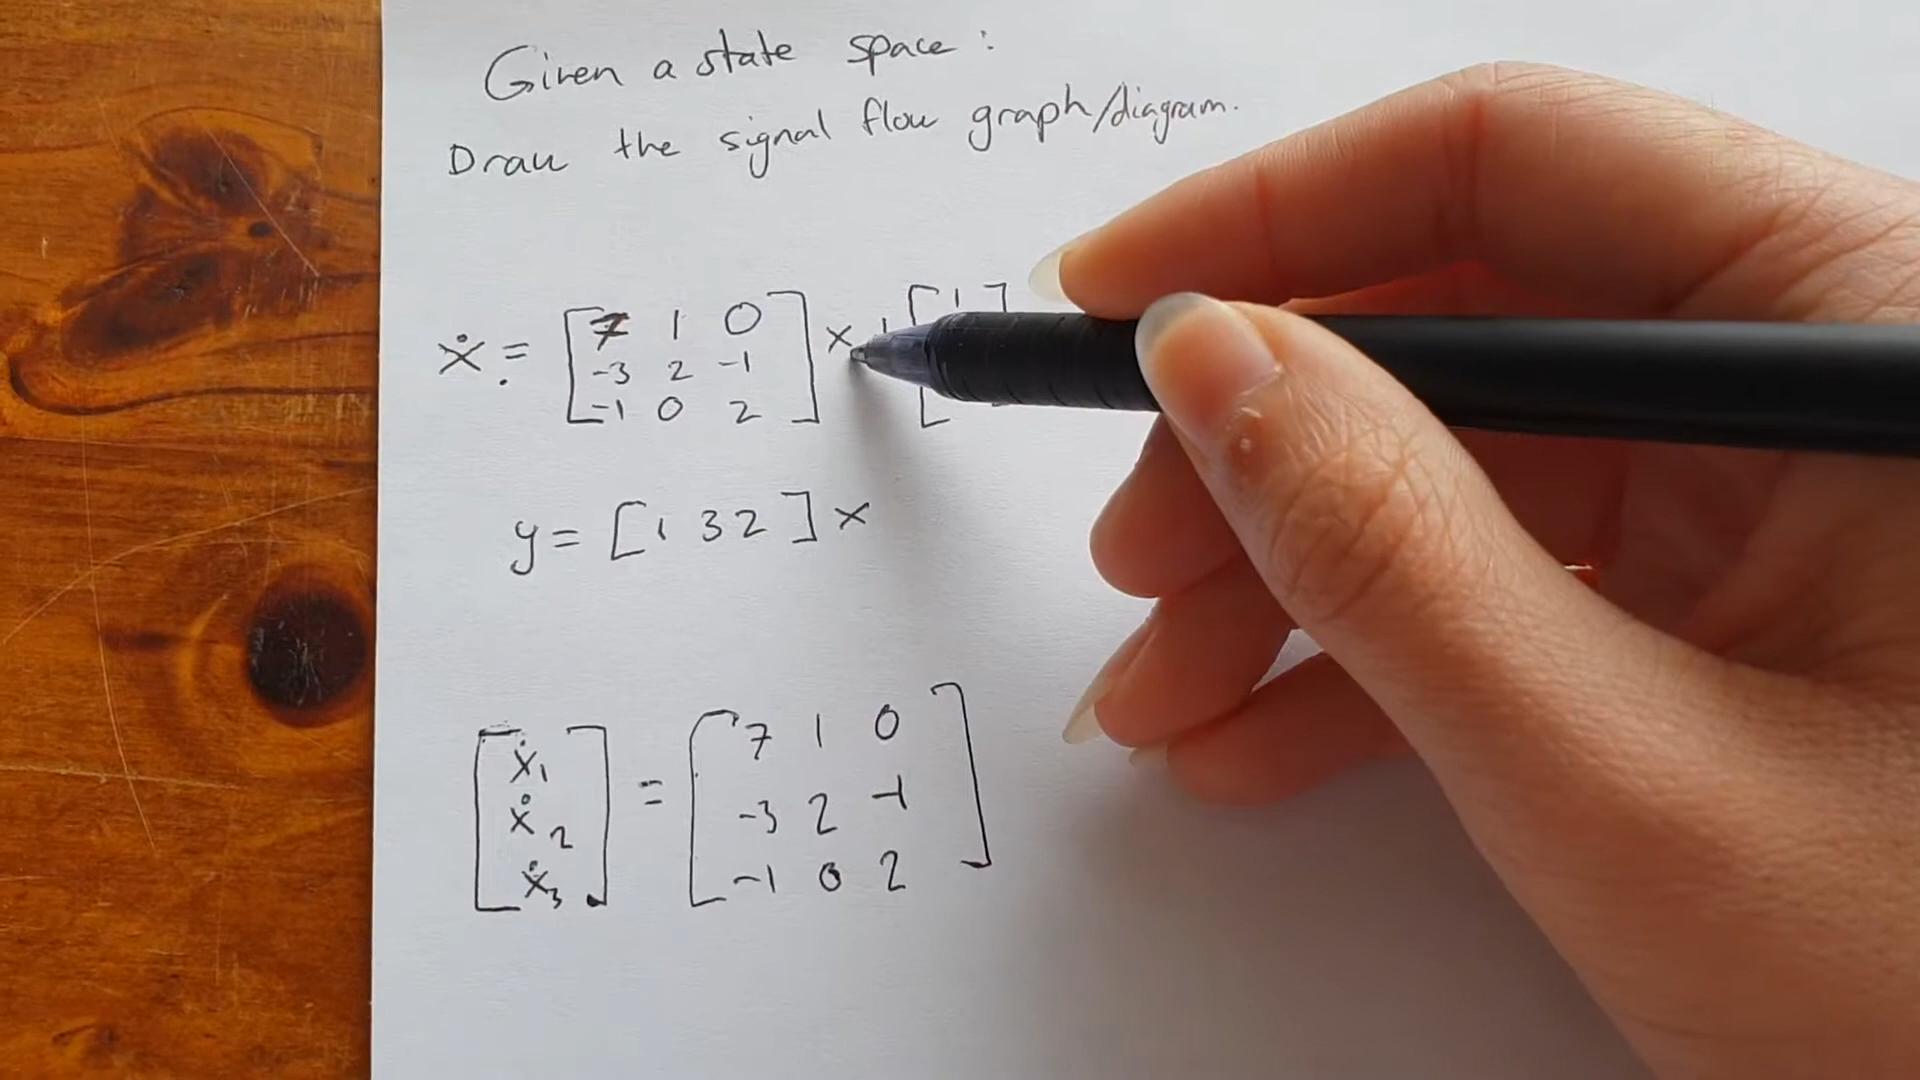 Given a state space :
Draw the signal flow graph/diagram.
ẋ = [ 7 1 0 ] x [ 1 ]
-3 2 -1
-1 0 2
y = [ 1 3 2 ] x
[ ẋ1 ] = [ 7 1 0 ]
ẋ2 -3 2 -1
ẋ3 -1 0 2